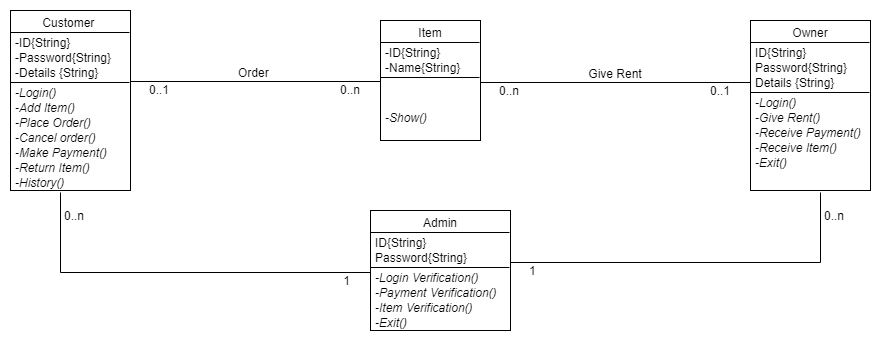 Customer
-ID{String}
-Password{String}
-Details {String}
-Login()
-Add Item()
-Place Order()
-Cancel order()
-Make Payment()
-Return Item()
-History()
Order
0..1
0..n
Item
-ID{String}
-Name{String}
-Show()
Give Rent
0..n
0..1
Owner
ID{String}
Password{String}
Details {String}
-Login()
-Give Rent()
-Receive Payment()
-Receive Item()
-Exit()
0..n
1
Admin
ID{String}
Password{String}
-Login Verification()
-Payment Verification()
-Item Verification()
-Exit()
1
0..n